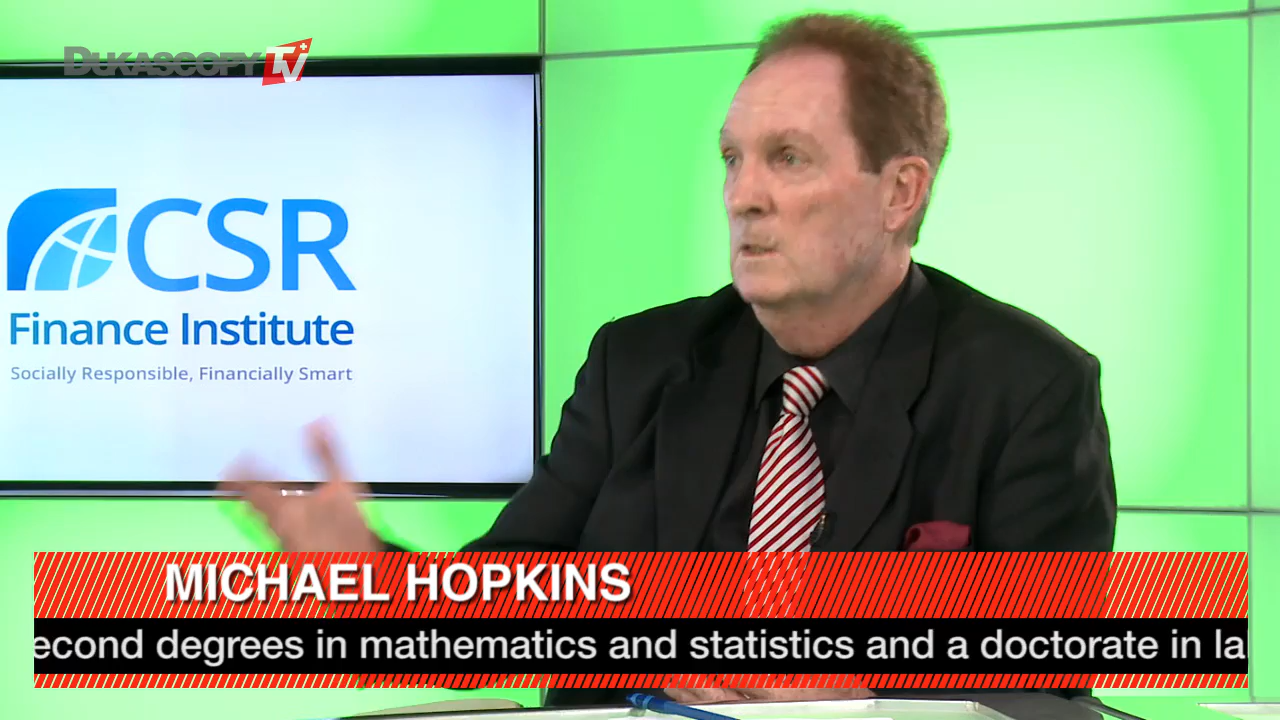 DUKASCOPY TV
CSR
Finance Institute
Socially Responsible, Financially Smart
MICHAEL HOPKINS
econd degrees in mathematics and statistics and a doctorate in la